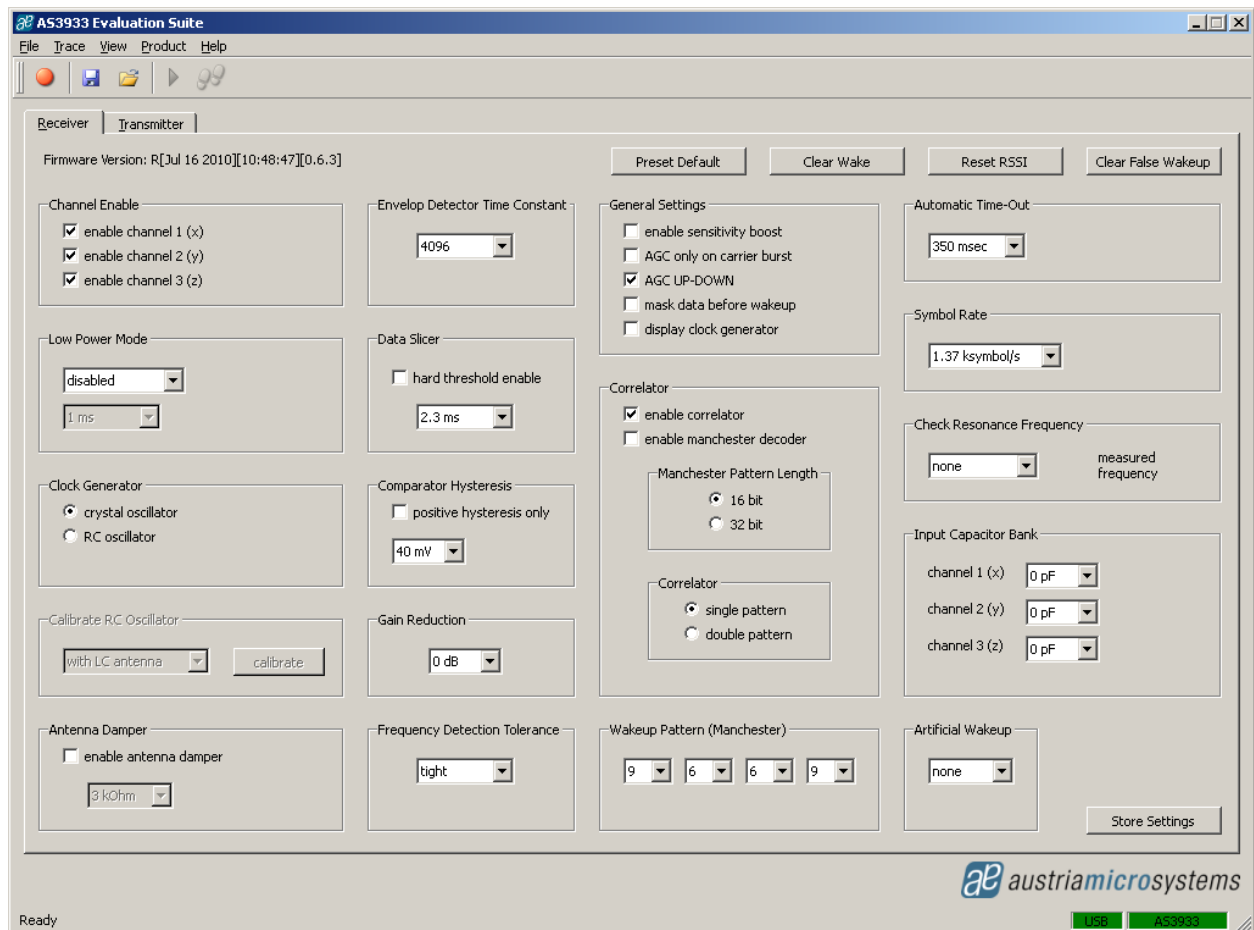 AS3933 Evaluation Suite
File Trace View Product Help
Receiver Transmitter
Firmware Version: R[Jul 16 2010][10:48:47][0.6.3]
Preset Default
Clear Wake
Reset RSSI
Clear False Wakeup
Channel Enable
enable channel 1 (x)
enable channel 2 (y)
enable channel 3 (z)
Low Power Mode
disabled
1 ms
Clock Generator
crystal oscillator
RC oscillator
Calibrate RC Oscillator
with LC antenna
calibrate
Antenna Damper
enable antenna damper
3 kOhm
Envelop Detector Time Constant
4096
Data Slicer
hard threshold enable
2.3 ms
Comparator Hysteresis
positive hysteresis only
40 mV
Gain Reduction
0 dB
Frequency Detection Tolerance
tight
General Settings
enable sensitivity boost
AGC only on carrier burst
AGC UP-DOWN
mask data before wakeup
display clock generator
Correlator
enable correlator
enable manchester decoder
Manchester Pattern Length
16 bit
32 bit
Correlator
single pattern
double pattern
Wakeup Pattern (Manchester)
9 6 6 9
Automatic Time-Out
350 msec
Symbol Rate
1.37 ksymbol/s
Check Resonance Frequency
none
measured
frequency
Input Capacitor Bank
channel 1 (x) 0 pF
channel 2 (y) 0 pF
channel 3 (z) 0 pF
Artificial Wakeup
none
Store Settings
austriamicrosystems
Ready
USB
AS3933